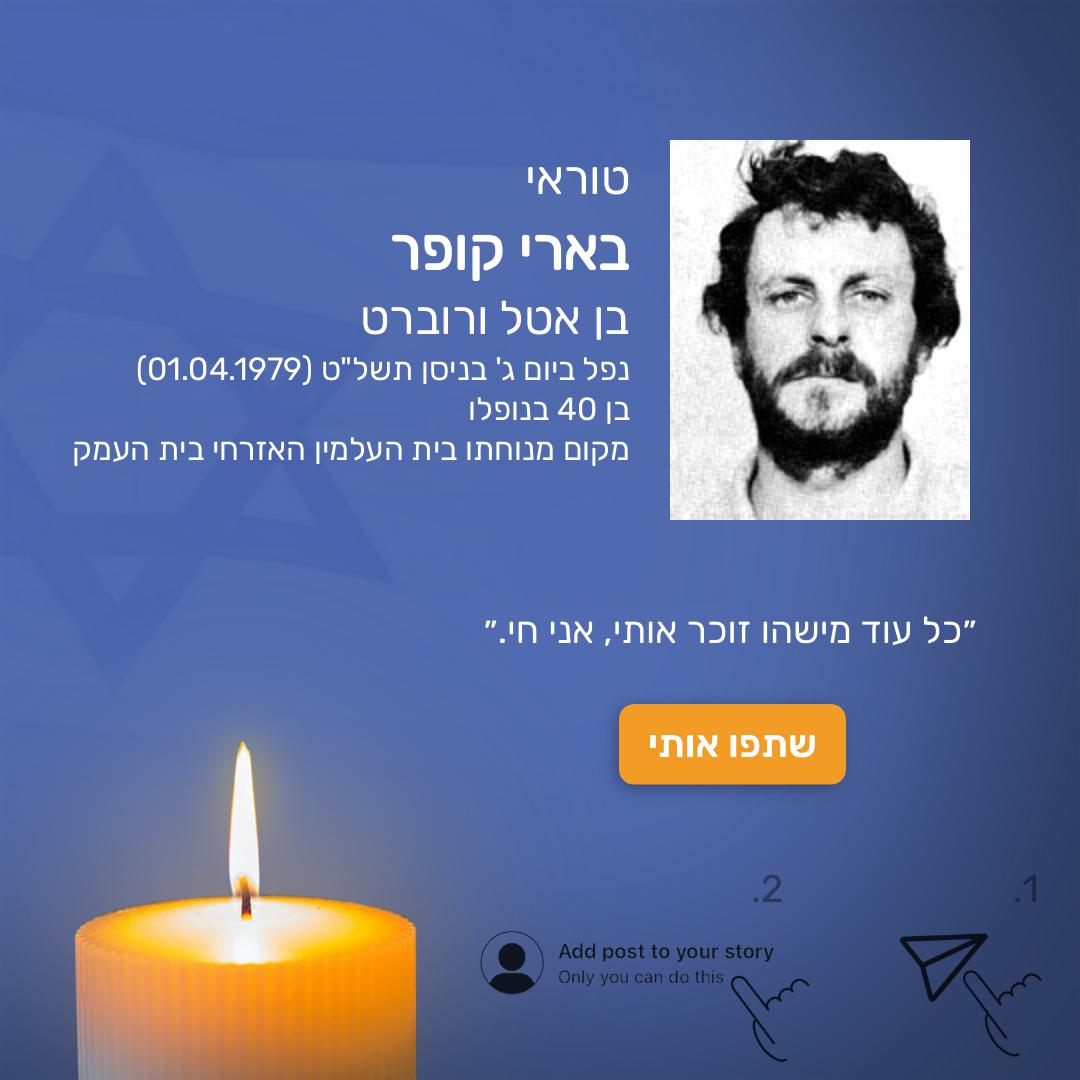 טוראי
בארי קופר
בן אטל ורוברט
נפל ביום ג' בניסן תשל"ט (01.04.1979)
בן 40 בנופלו
מקום מנוחתו בית העלמין האזרחי בית העמק
״כל עוד מישהו זוכר אותי, אני חי.״
שתפו אותי
.1
.2
Add post to your story
Only you can do this